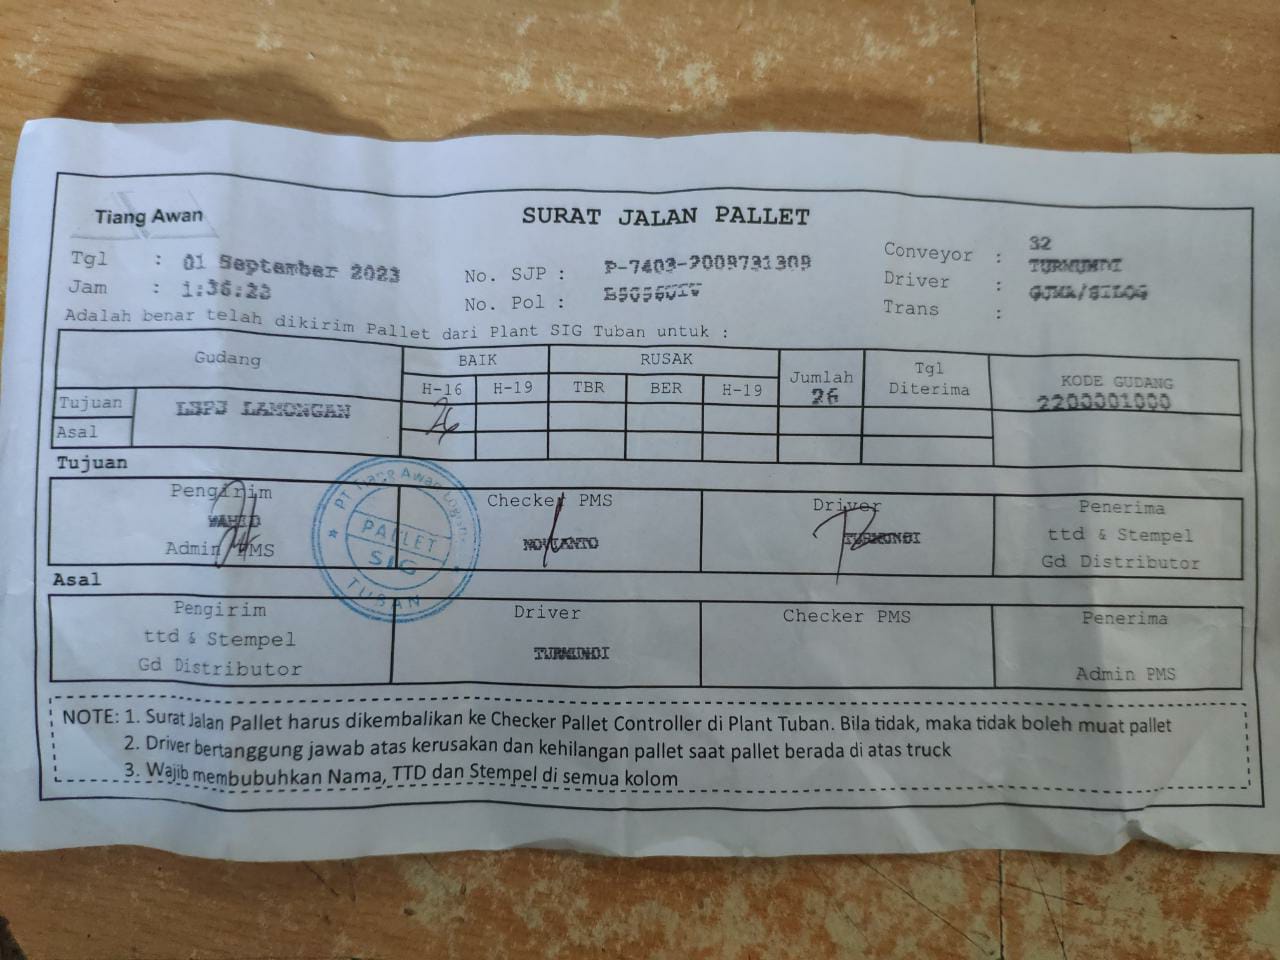 Tiang Awan
SURAT JALAN PALLET
Tgl : 01 September 2023
Jam : 1:36:23
No. SJP : P-7403-2009731309
No. Pol :
Conveyor : 32
Driver : TURMUNDI
Trans : GJMA/SILOG
Adalah benar telah dikirim Pallet dari Plant SIG Tuban untuk :
Gudang BAIK RUSAK Jumlah Tgl Diterima KODE GUDANG
H-16 H-19 TBR BER H-19 26 2200001000
Tujuan LSPJ LAMONGAN 26
Asal
Tujuan
Pengirim Checker PMS Driver Penerima
WAHID NOVIANTO TURMUNDI ttd & Stempel
Admin PMS Gd Distributor
PT Tiang Awan
PALLET
SIG
TUBAN
Asal
Pengirim Driver Checker PMS Penerima
ttd & Stempel TURMUNDI
Gd Distributor Admin PMS
NOTE: 1. Surat Jalan Pallet harus dikembalikan ke Checker Pallet Controller di Plant Tuban. Bila tidak, maka tidak boleh muat pallet
2. Driver bertanggung jawab atas kerusakan dan kehilangan pallet saat pallet berada di atas truck
3. Wajib membubuhkan Nama, TTD dan Stempel di semua kolom